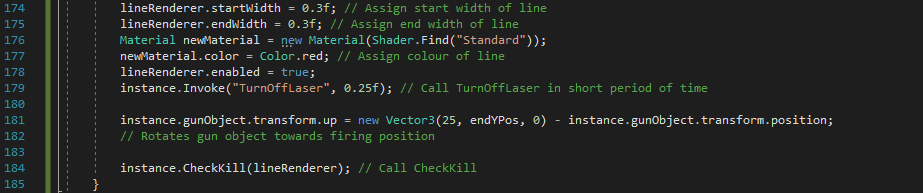 174 lineRenderer.startWidth = 0.3f; // Assign start width of line
175 lineRenderer.endWidth = 0.3f; // Assign end width of line
176 Material newMaterial = new Material(Shader.Find("Standard"));
177 newMaterial.color = Color.red; // Assign colour of line
178 lineRenderer.enabled = true;
179 instance.Invoke("TurnOffLaser", 0.25f); // Call TurnOffLaser in short period of time
180
181 instance.gunObject.transform.up = new Vector3(25, endYPos, 0) - instance.gunObject.transform.position;
182 // Rotates gun object towards firing position
183
184 instance.CheckKill(lineRenderer); // Call CheckKill
185 }